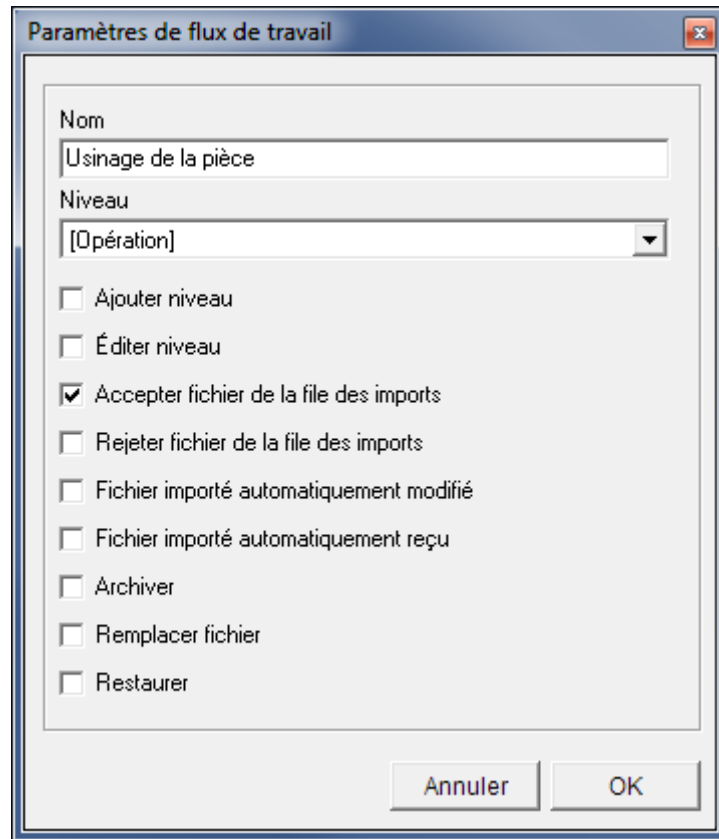 Paramètres de flux de travail
Nom
Usinage de la pièce
Niveau
[Opération]
Ajouter niveau
Éditer niveau
Accepter fichier de la file des imports
Rejeter fichier de la file des imports
Fichier importé automatiquement modifié
Fichier importé automatiquement reçu
Archiver
Remplacer fichier
Restaurer
Annuler OK